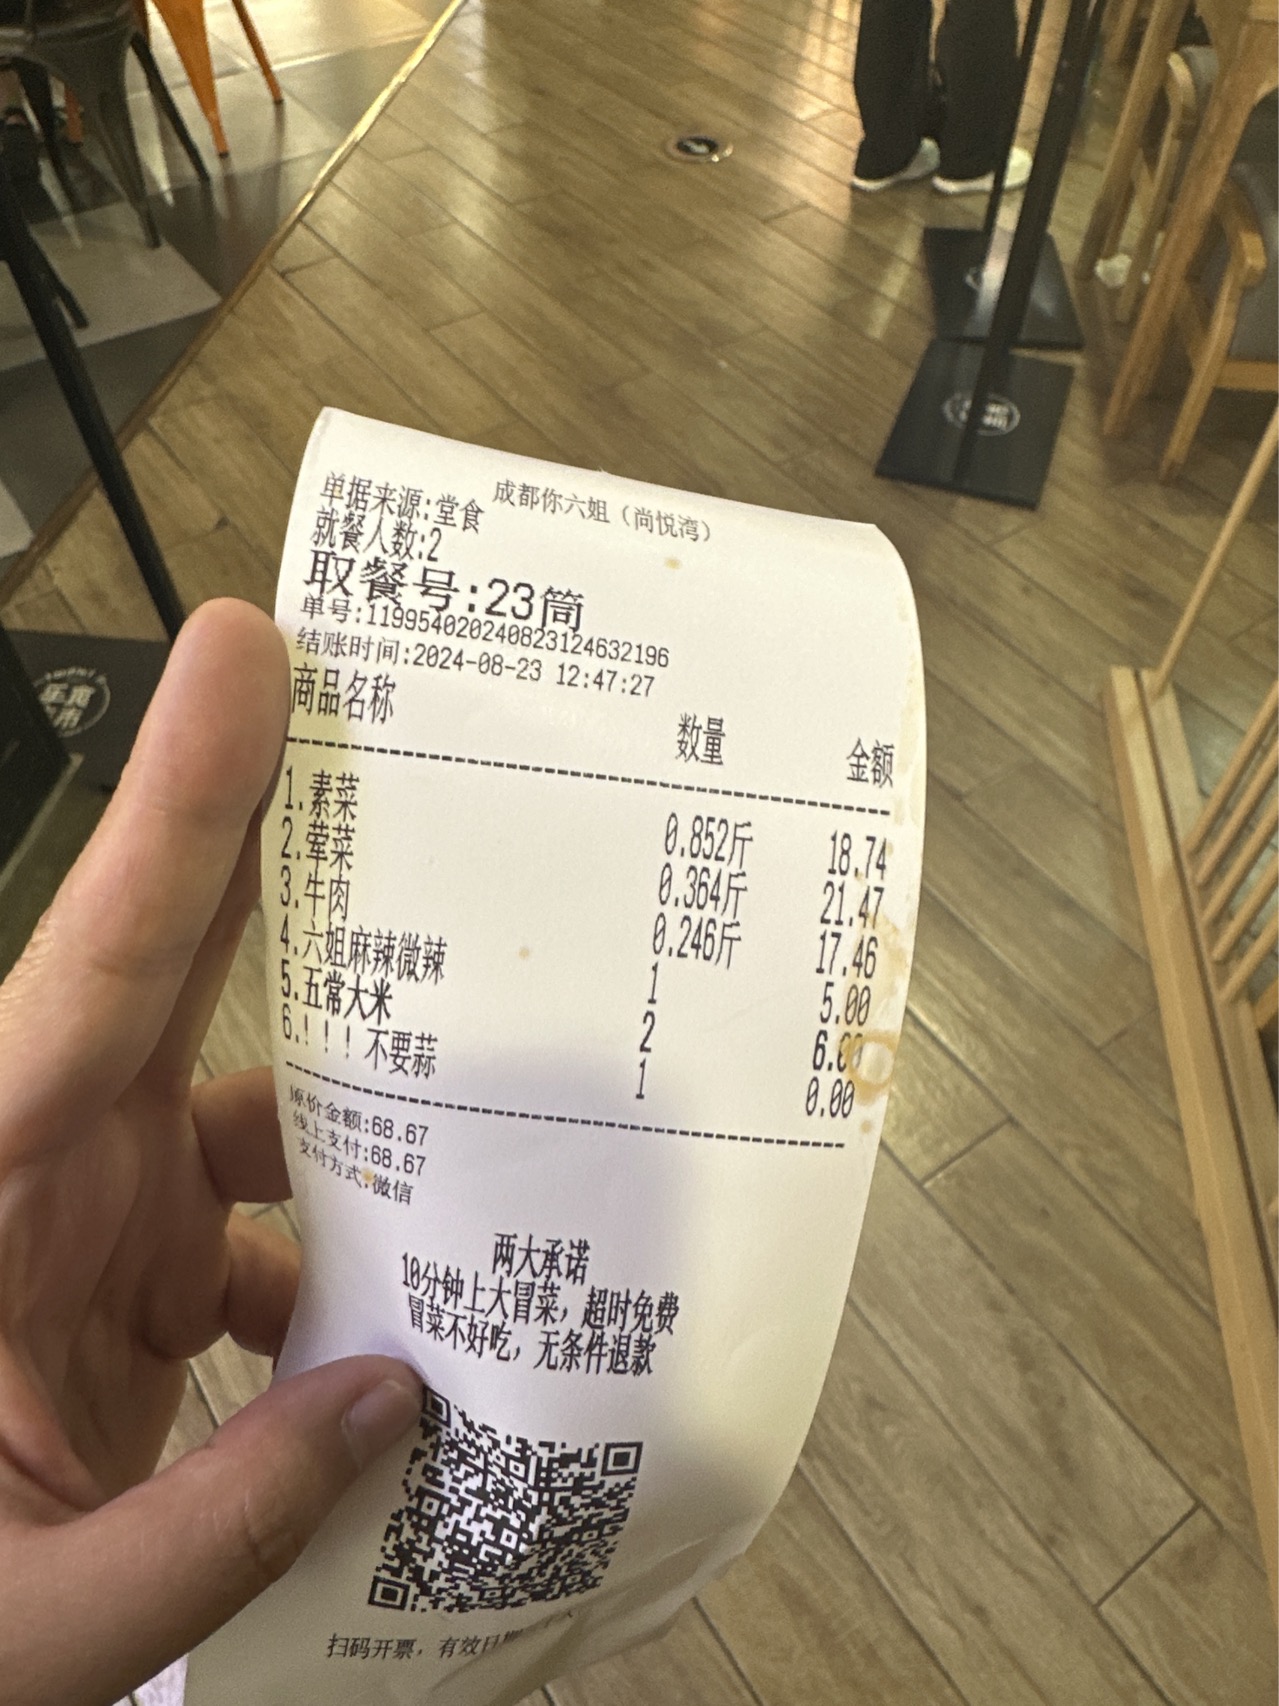 成都你六姐（尚悦湾）
单据来源:堂食
就餐人数:2
取餐号:23筒
单号:11995402024082312463​2196
结账时间:2024-08-23 12:47:27
商品名称 数量 金额
1.素菜 0.852斤 18.74
2.荤菜 0.364斤 21.47
3.牛肉 0.246斤 17.46
4.六姐麻辣微辣 1 5.00
5.五常大米 2 6.00
6.！！！不要蒜 1 0.00
原价金额:68.67
线上支付:68.67
支付方式:微信
两大承诺
10分钟上大冒菜，超时免费
冒菜不好吃，无条件退款
扫码开票，有效日期